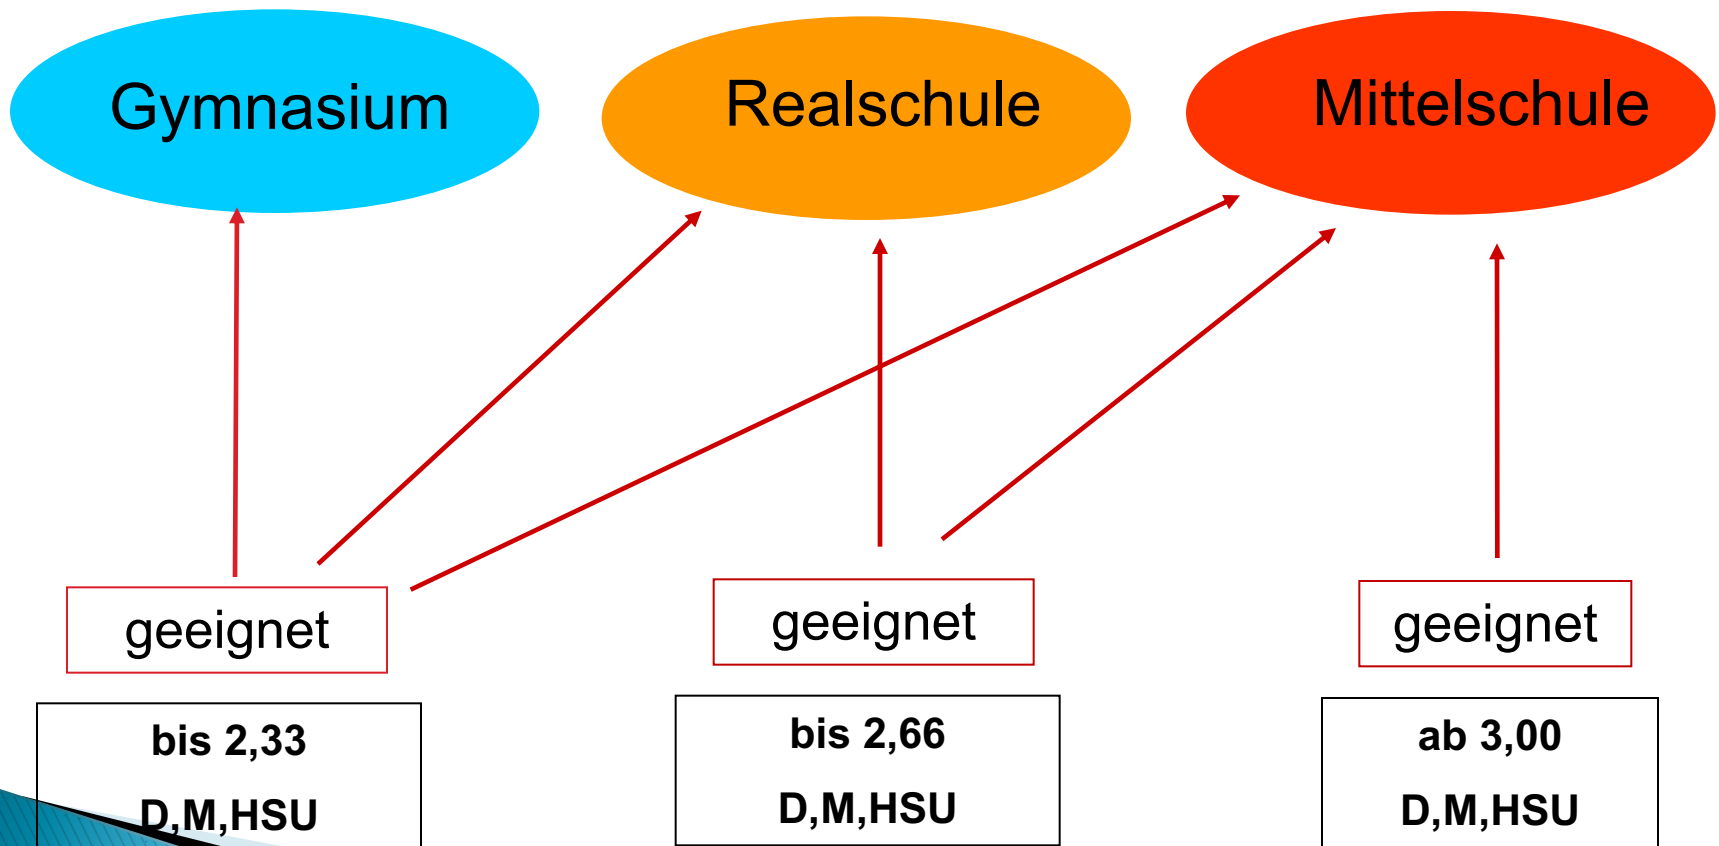 Gymnasium
Realschule
Mittelschule
geeignet
geeignet
geeignet
bis 2,33
D,M,HSU
bis 2,66
D,M,HSU
ab 3,00
D,M,HSU